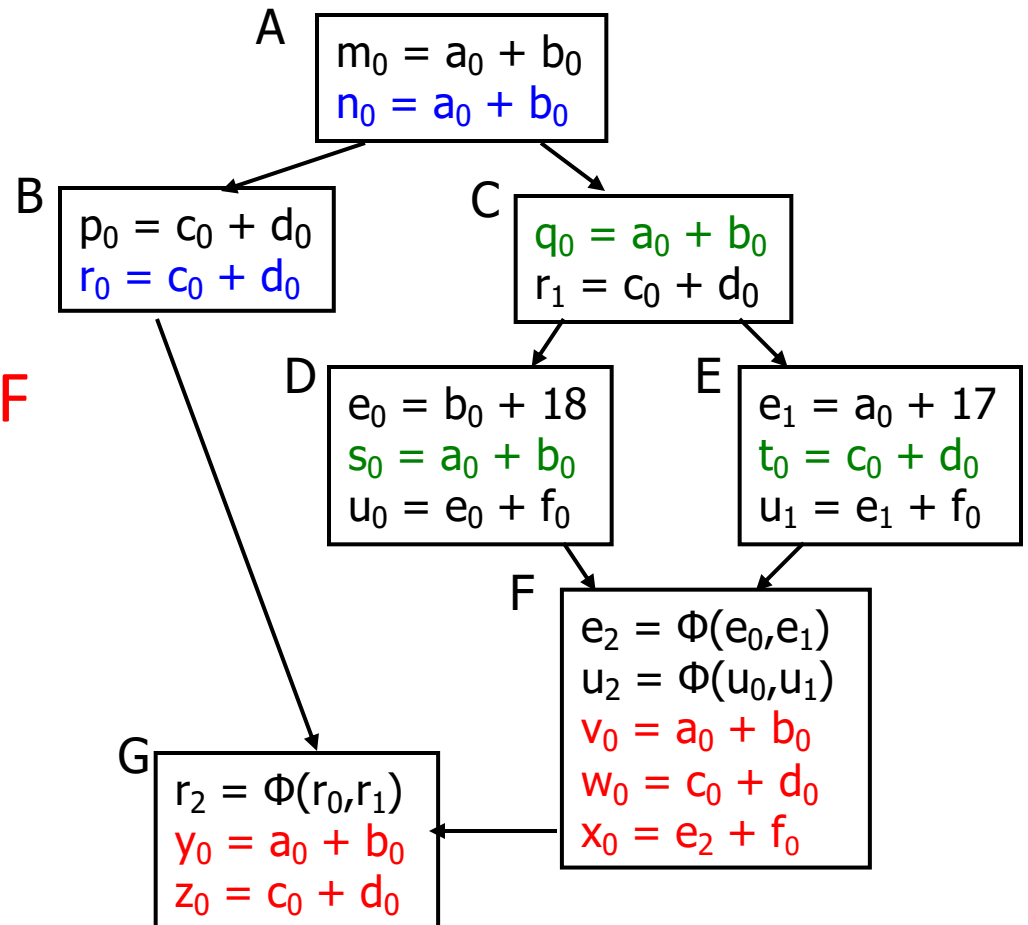 A
m₀ = a₀ + b₀
n₀ = a₀ + b₀
B
p₀ = c₀ + d₀
r₀ = c₀ + d₀
C
q₀ = a₀ + b₀
r₁ = c₀ + d₀
F
D
e₀ = b₀ + 18
s₀ = a₀ + b₀
u₀ = e₀ + f₀
E
e₁ = a₀ + 17
t₀ = c₀ + d₀
u₁ = e₁ + f₀
F
e₂ = Φ(e₀,e₁)
u₂ = Φ(u₀,u₁)
v₀ = a₀ + b₀
w₀ = c₀ + d₀
x₀ = e₂ + f₀
G
r₂ = Φ(r₀,r₁)
y₀ = a₀ + b₀
z₀ = c₀ + d₀